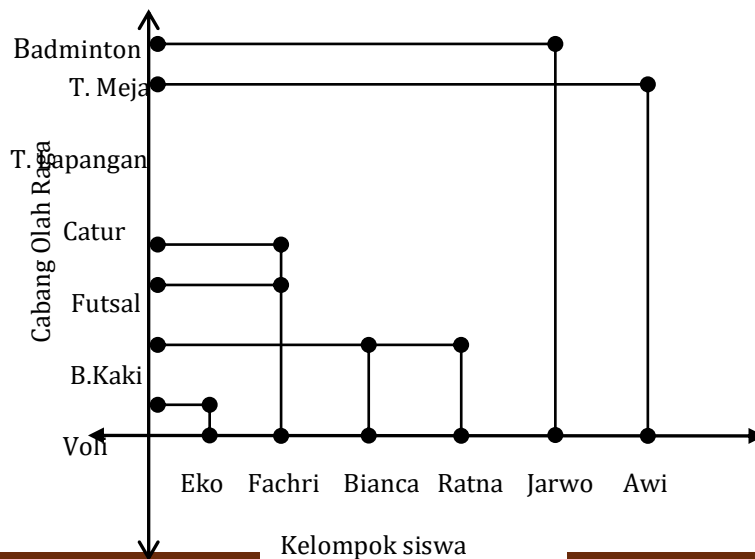 Badminton
T. Meja
T. Lapangan
Catur
Futsal
B.Kaki
Voli
Cabang Olah Raga
Eko Fachri Bianca Ratna Jarwo Awi
Kelompok siswa